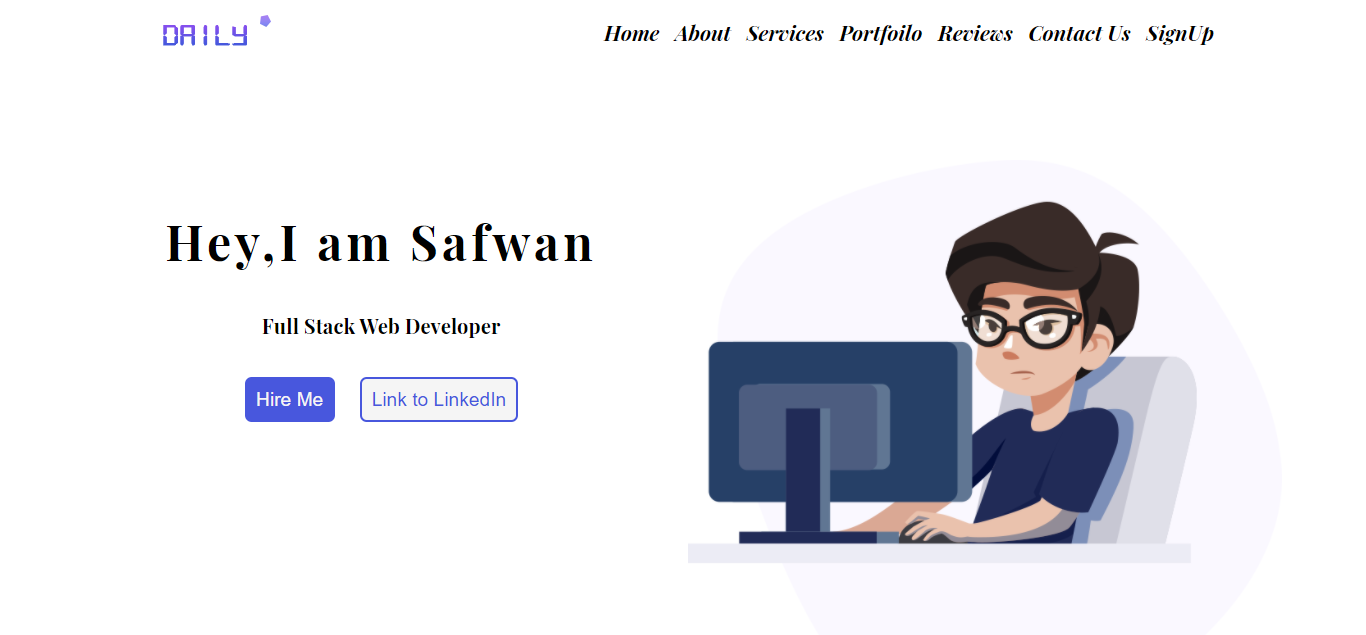 DAILY
Home About Services Portfoilo Reviews Contact Us SignUp
Hey,I am Safwan
Full Stack Web Developer
Hire Me Link to LinkedIn